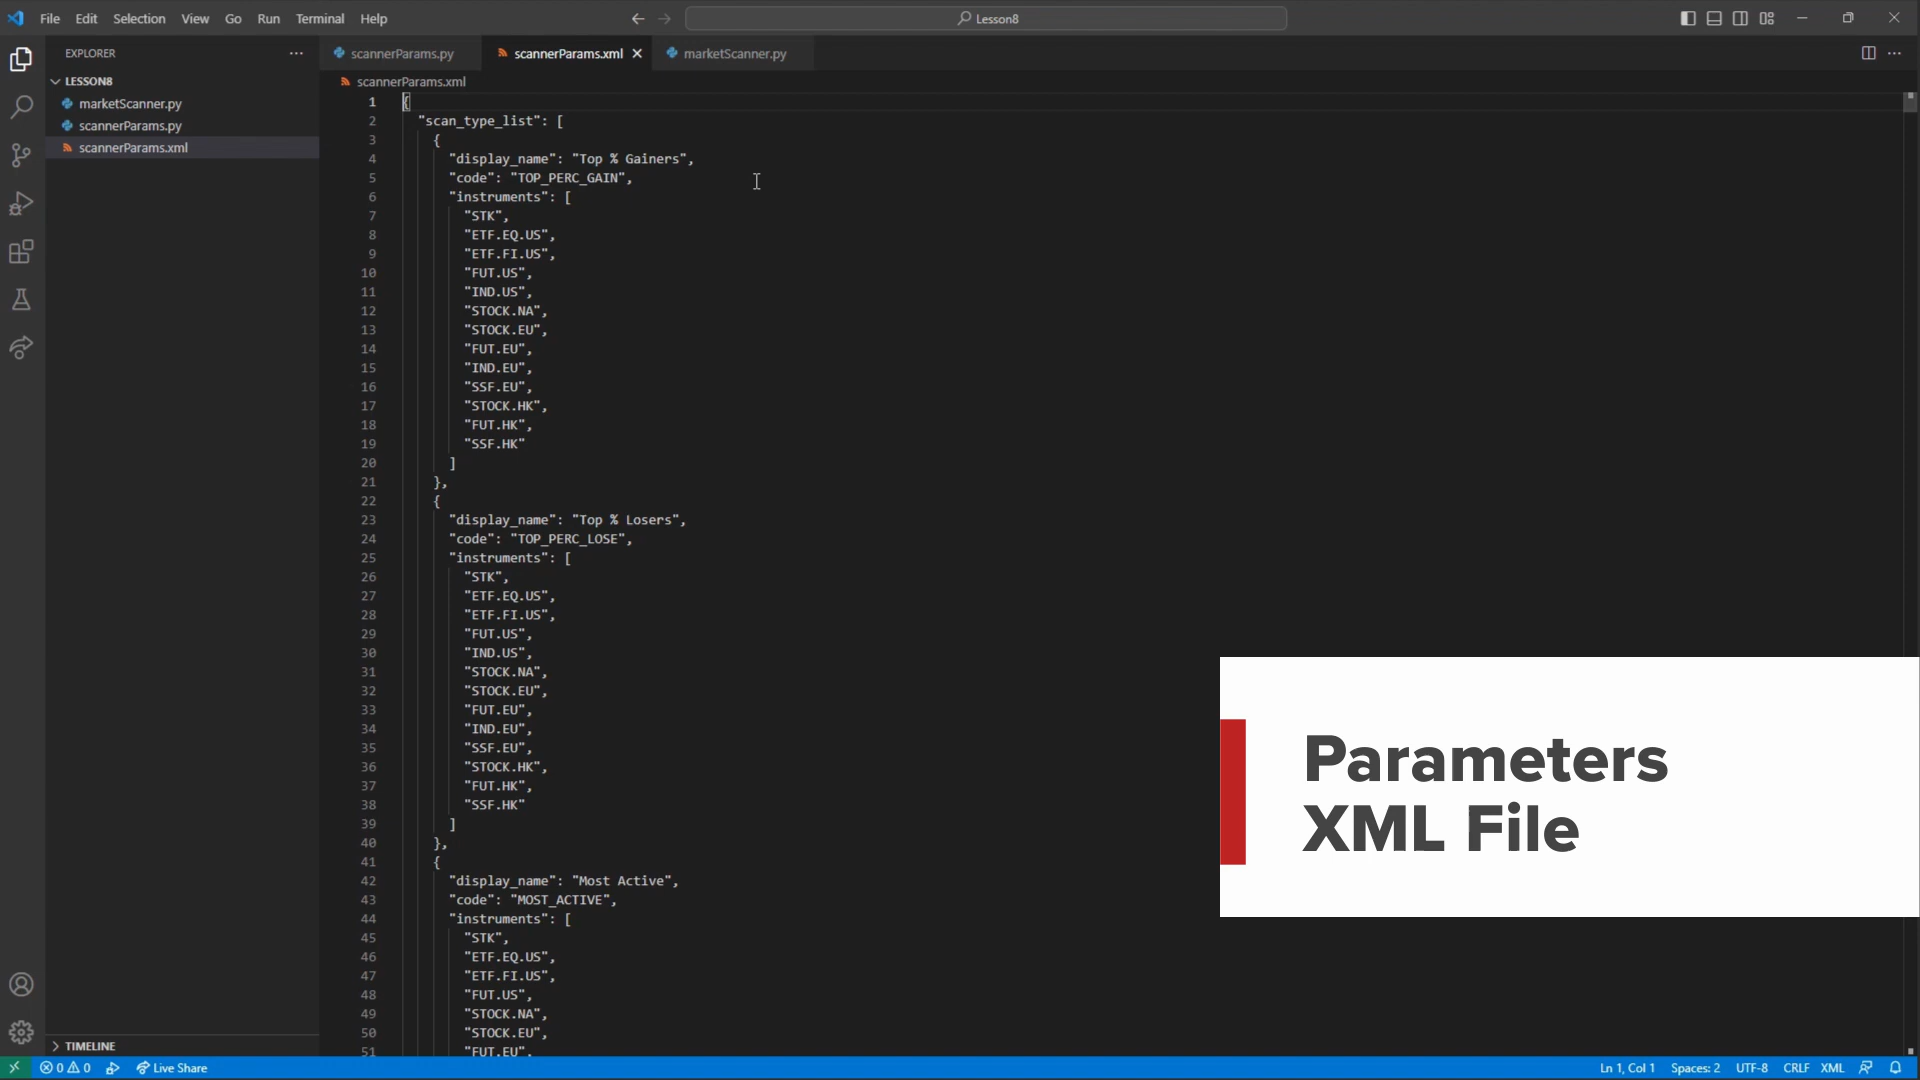 File Edit Selection View Go Run Terminal Help
Lesson8
EXPLORER
LESSON8
marketScanner.py
scannerParams.py
scannerParams.xml
TIMELINE
scannerParams.py scannerParams.xml marketScanner.py
scannerParams.xml
1 {
2 "scan_type_list": [
3 {
4 "display_name": "Top % Gainers",
5 "code": "TOP_PERC_GAIN",
6 "instruments": [
7 "STK",
8 "ETF.EQ.US",
9 "ETF.FI.US",
10 "FUT.US",
11 "IND.US",
12 "STOCK.NA",
13 "STOCK.EU",
14 "FUT.EU",
15 "IND.EU",
16 "SSF.EU",
17 "STOCK.HK",
18 "FUT.HK",
19 "SSF.HK"
20 ]
21 },
22 {
23 "display_name": "Top % Losers",
24 "code": "TOP_PERC_LOSE",
25 "instruments": [
26 "STK",
27 "ETF.EQ.US",
28 "ETF.FI.US",
29 "FUT.US",
30 "IND.US",
31 "STOCK.NA",
32 "STOCK.EU",
33 "FUT.EU",
34 "IND.EU",
35 "SSF.EU",
36 "STOCK.HK",
37 "FUT.HK",
38 "SSF.HK"
39 ]
40 },
41 {
42 "display_name": "Most Active",
43 "code": "MOST_ACTIVE",
44 "instruments": [
45 "STK",
46 "ETF.EQ.US",
47 "ETF.FI.US",
48 "FUT.US",
49 "STOCK.NA",
50 "STOCK.EU",
51 "FUT.EU",
Parameters
XML File
0 0 Live Share Ln 1, Col 1 Spaces: 2 UTF-8 CRLF XML